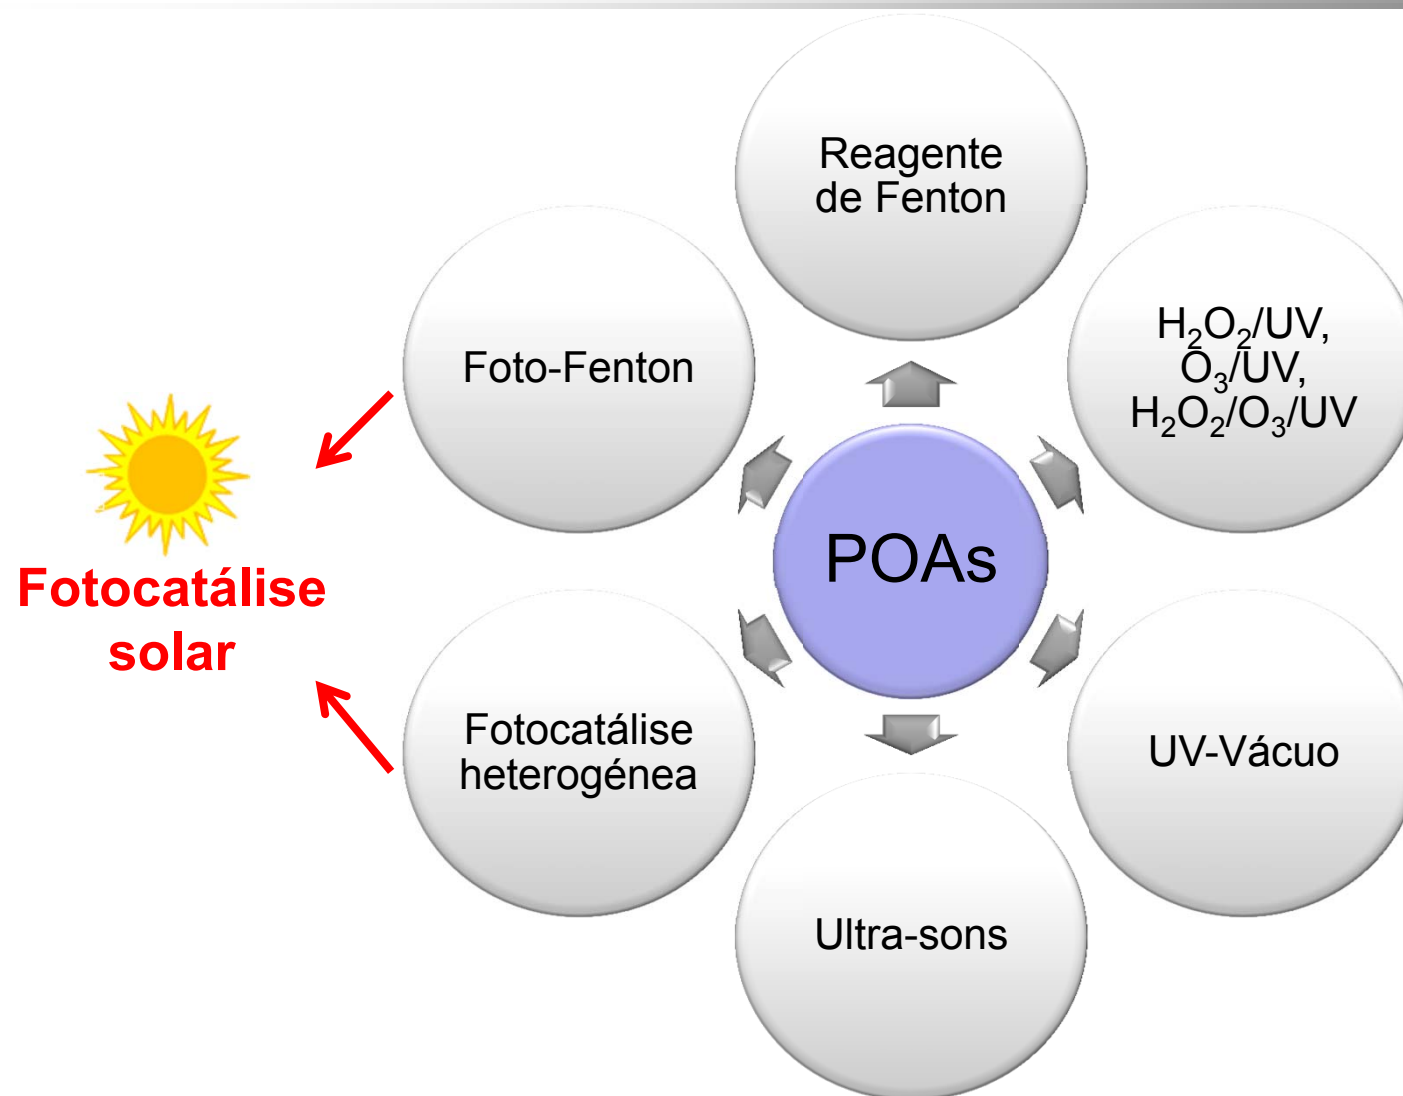 Reagente
de Fenton
H₂O₂/UV,
O₃/UV,
H₂O₂/O₃/UV
Foto-Fenton
POAs
Fotocatálise
solar
Fotocatálise
heterogénea
UV-Vácuo
Ultra-sons